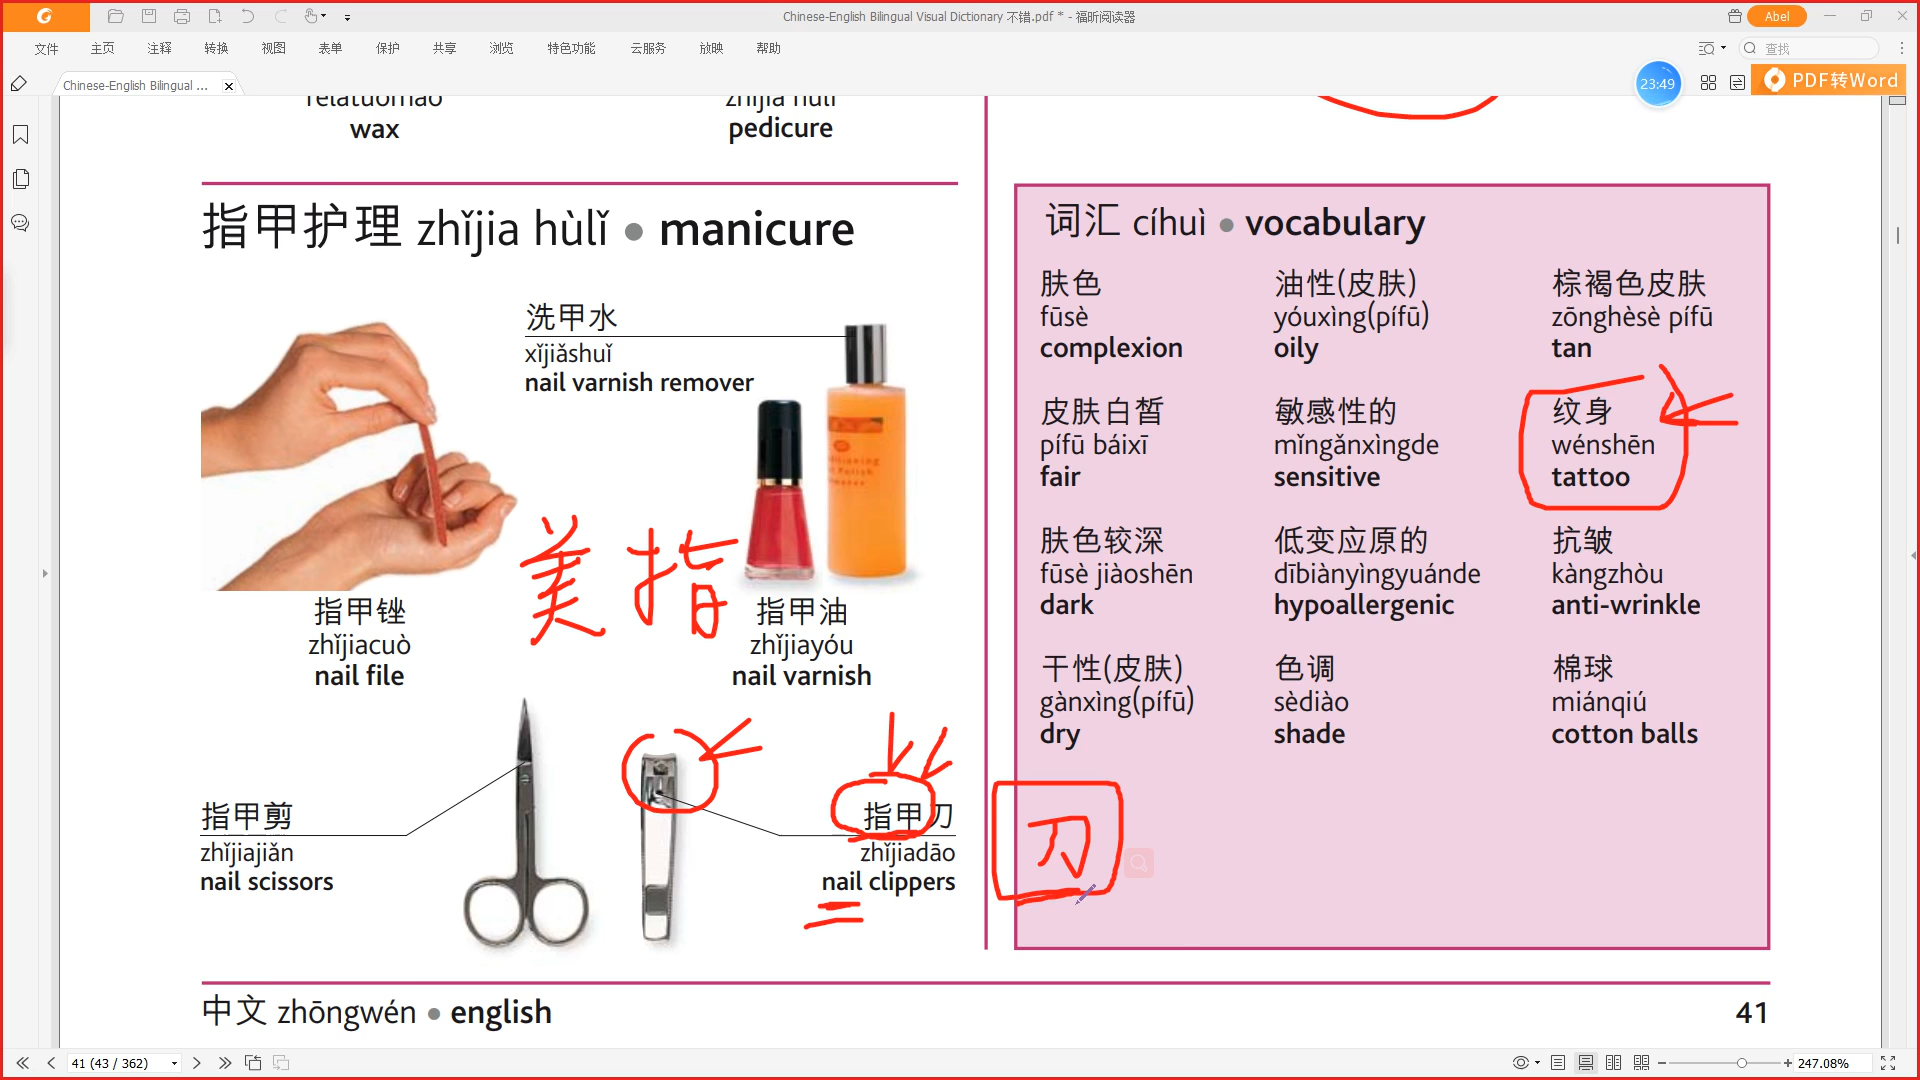 Chinese-English Bilingual Visual Dictionary 不错.pdf * - 福昕阅读器
Abel
文件 主页 注释 转换 视图 表单 保护 共享 浏览 特色功能 云服务 放映 帮助
查找
Chinese-English Bilingual ...
23:49
PDF转Word
wax
pedicure
指甲护理 zhǐjia hùlǐ ● manicure
洗甲水
xǐjiǎshuǐ
nail varnish remover
美指
指甲锉
zhǐjiacuò
nail file
指甲油
zhǐjiayóu
nail varnish
指甲剪
zhǐjiajiǎn
nail scissors
指甲刀
zhǐjiadāo
nail clippers
词汇 cíhuì ● vocabulary
肤色
fūsè
complexion
油性(皮肤)
yóuxìng(pífū)
oily
棕褐色皮肤
zōnghèsè pífū
tan
皮肤白皙
pífū báixī
fair
敏感性的
mǐngǎnxìngde
sensitive
纹身
wénshēn
tattoo
肤色较深
fūsè jiàoshēn
dark
低变应原的
dībiànyìngyuánde
hypoallergenic
抗皱
kàngzhòu
anti-wrinkle
干性(皮肤)
gànxìng(pífū)
dry
色调
sèdiào
shade
棉球
miánqiú
cotton balls
刀
中文 zhōngwén ● english
41
41 (43 / 362)
247.08%